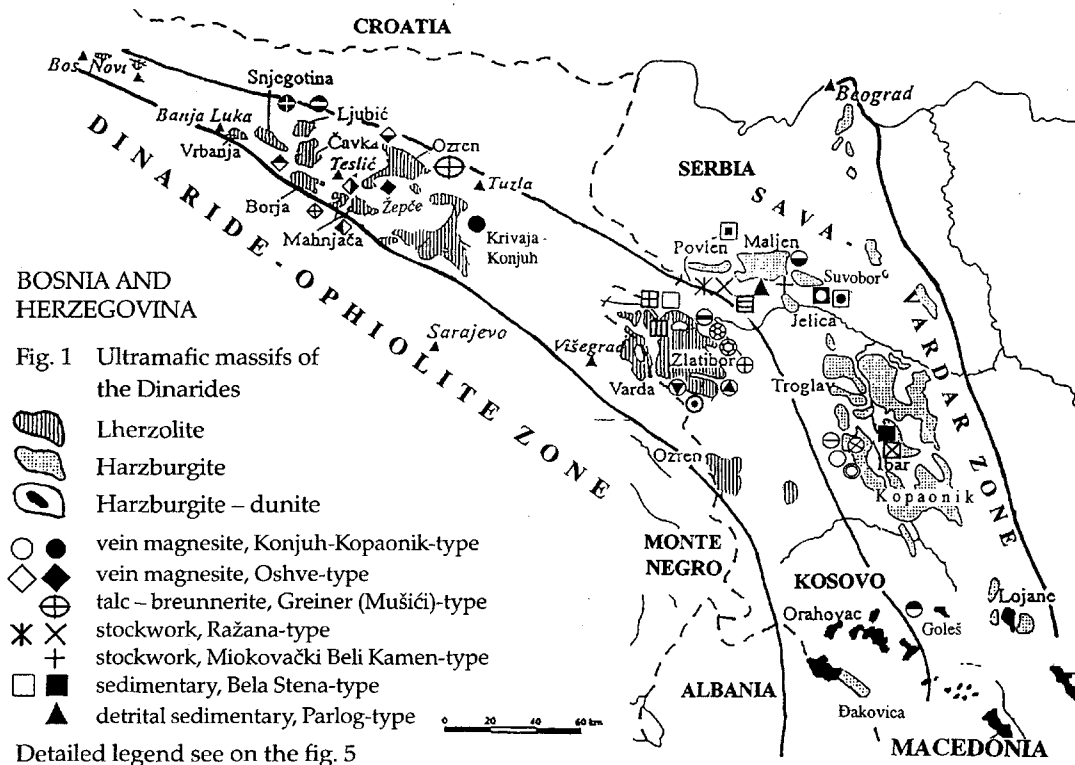 CROATIA
Bos. Novi
Snjegotina
Beograd
Ljubić
Banja Luka
Vrbanja
Čavka
Ozren
Teslić
Tuzla
SERBIA
Žepče
SAVA-
Borja
Mahnjača
Krivaja-
Konjuh
Povlen
Maljen
Suvobor
DINARIDE-OPHIOLITE ZONE
VARDAR ZONE
Jelica
BOSNIA AND
HERZEGOVINA
Sarajevo
Višegrad
Zlatibor
Varda
Troglav
Fig. 1 Ultramafic massifs of
the Dinarides
Lherzolite
Harzburgite
Harzburgite – dunite
Ozren
Ibar
Kopaonik
vein magnesite, Konjuh-Kopaonik-type
vein magnesite, Oshve-type
talc – breunnerite, Greiner (Mušići)-type
stockwork, Ražana-type
stockwork, Miokovački Beli Kamen-type
sedimentary, Bela Stena-type
detrital sedimentary, Parlog-type
MONTE
NEGRO
KOSOVO
Lojane
Orahovac
Goleš
ALBANIA
Đakovica
0 20 40 60 km
MACEDONIA
Detailed legend see on the fig. 5